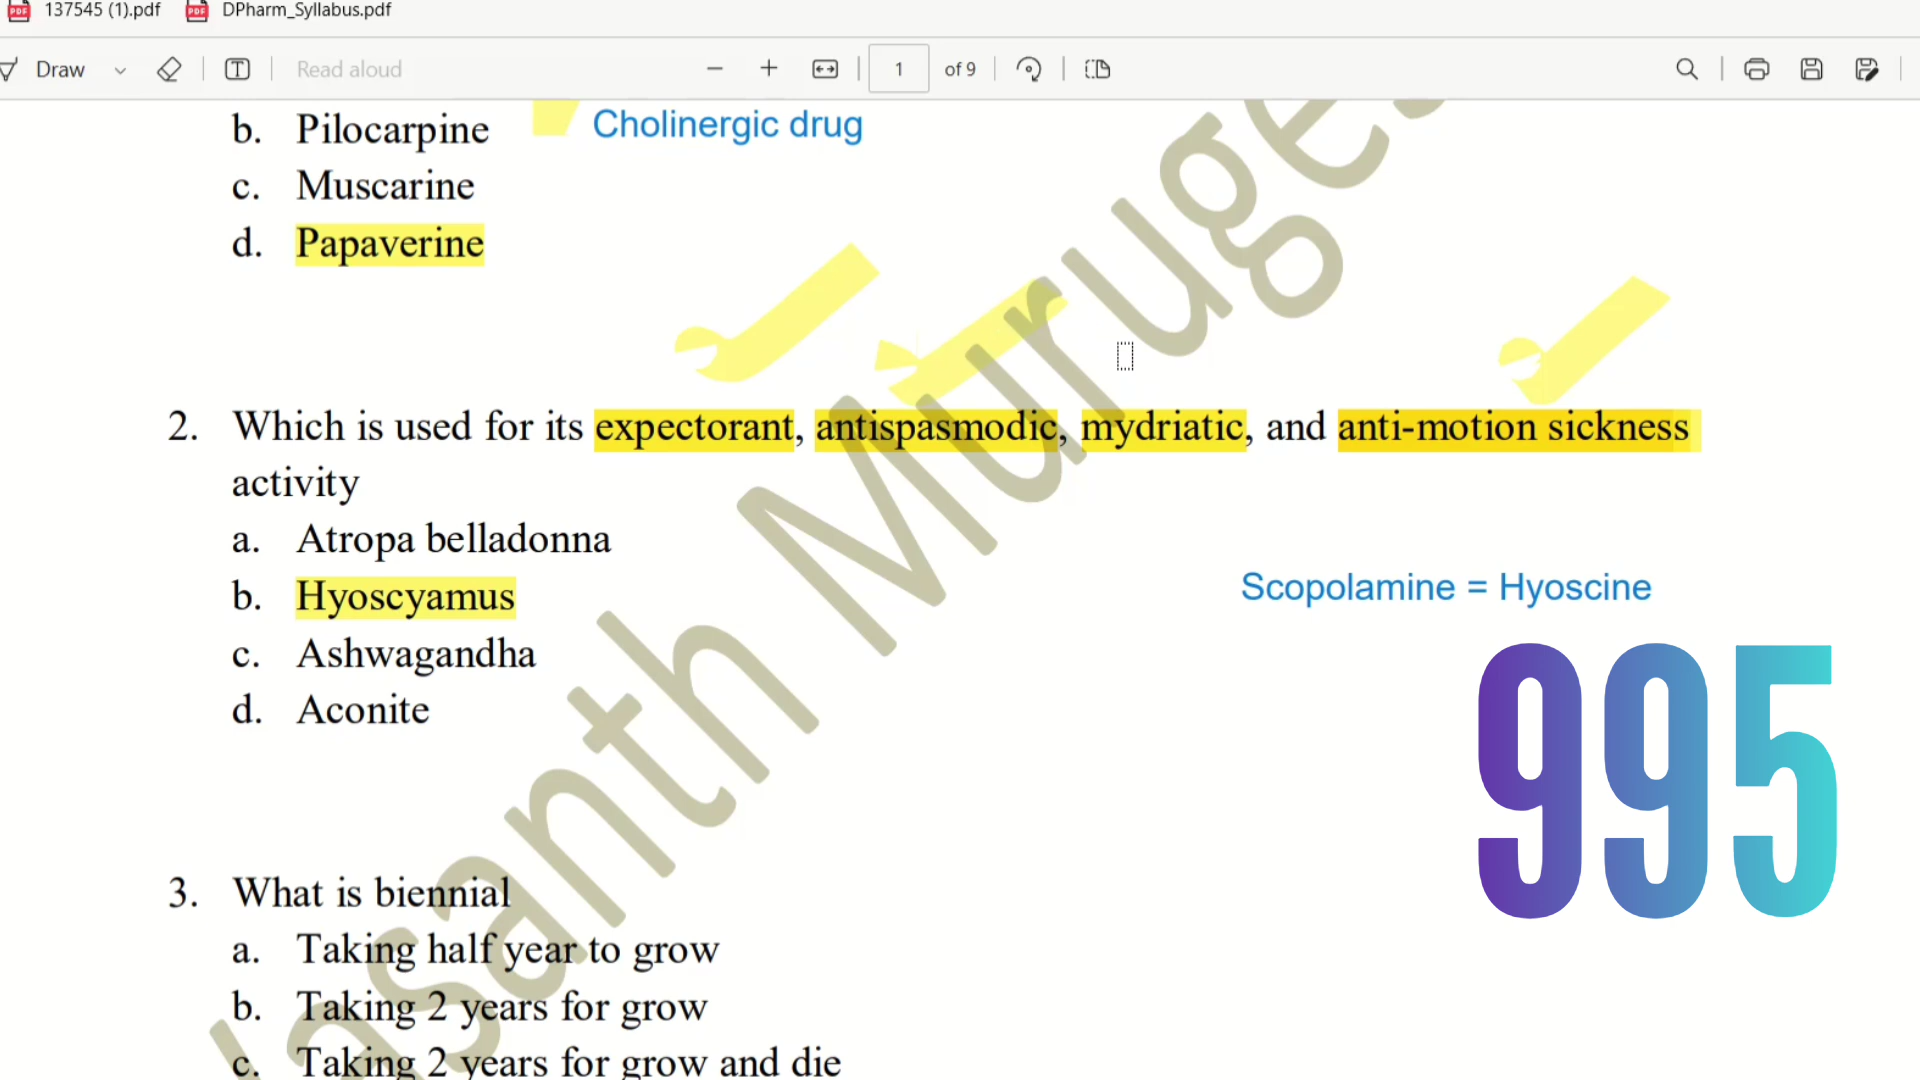 137545 (1).pdf DPharm_Syllabus.pdf
Draw Read aloud 1 of 9
b. Pilocarpine Cholinergic drug
c. Muscarine
d. Papaverine
2. Which is used for its expectorant, antispasmodic, mydriatic, and anti-motion sickness
activity
a. Atropa belladonna
b. Hyoscyamus
Scopolamine = Hyoscine
c. Ashwagandha
d. Aconite
995
3. What is biennial
a. Taking half year to grow
b. Taking 2 years for grow
c. Taking 2 years for grow and die